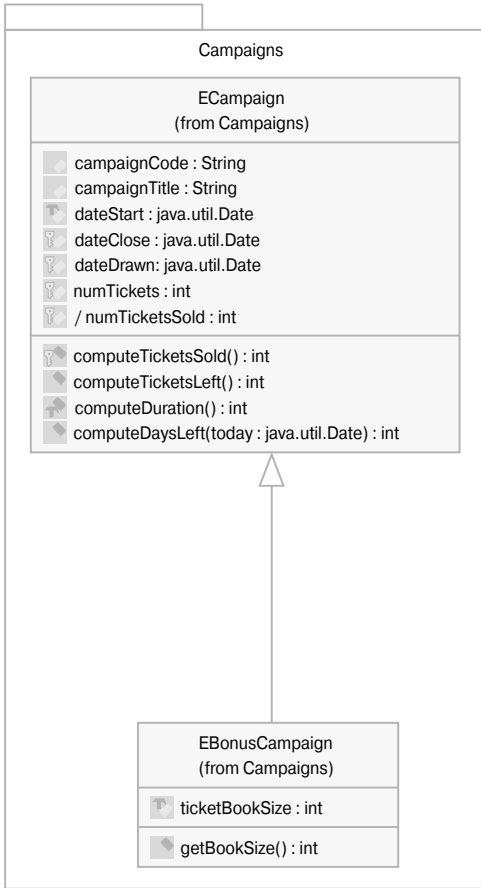 Campaigns
ECampaign
(from Campaigns)
campaignCode : String
campaignTitle : String
dateStart : java.util.Date
dateClose : java.util.Date
dateDrawn: java.util.Date
numTickets : int
/ numTicketsSold : int
computeTicketsSold() : int
computeTicketsLeft() : int
computeDuration() : int
computeDaysLeft(today : java.util.Date) : int
EBonusCampaign
(from Campaigns)
ticketBookSize : int
getBookSize() : int